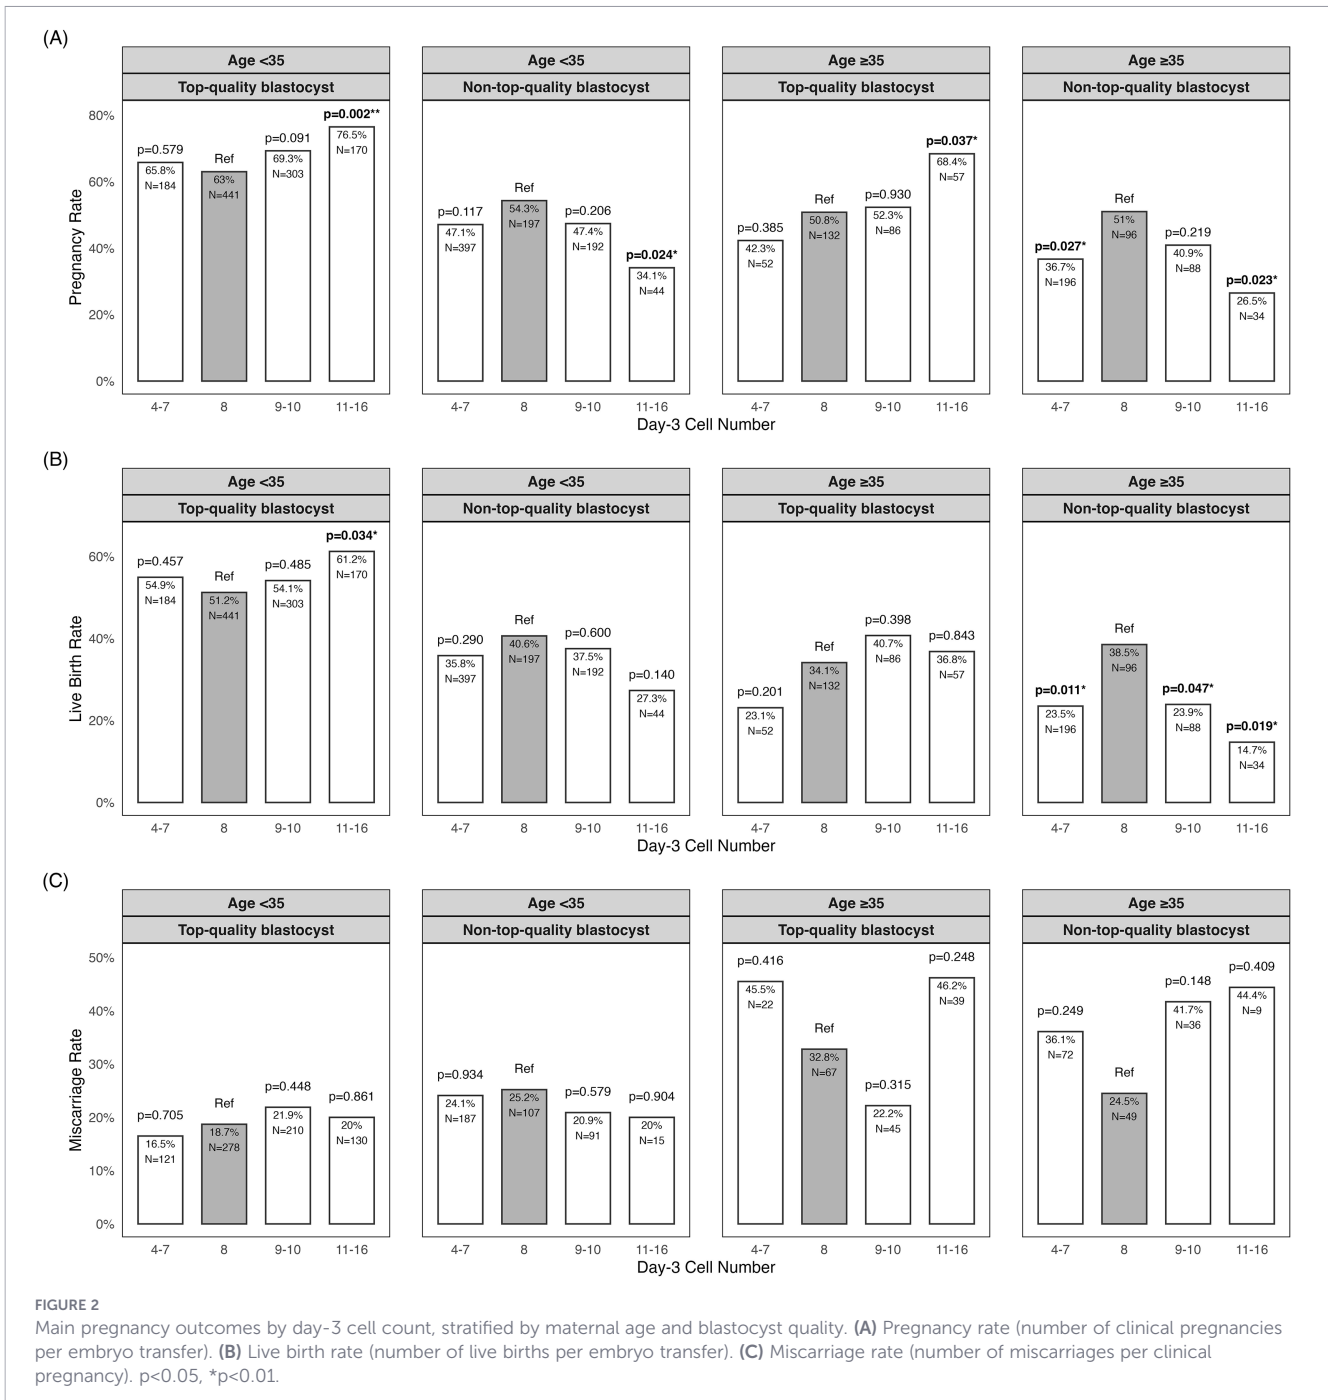 (A)
Age <35
Age <35
Age ≥35
Age ≥35
Top-quality blastocyst
Non-top-quality blastocyst
Top-quality blastocyst
Non-top-quality blastocyst
Pregnancy Rate
80%
60%
40%
20%
0%
p=0.579
65.8%
N=184
Ref
63%
N=441
p=0.091
69.3%
N=303
p=0.002**
76.5%
N=170
p=0.117
47.1%
N=397
Ref
54.3%
N=197
p=0.206
47.4%
N=192
p=0.024*
34.1%
N=44
p=0.385
42.3%
N=52
Ref
50.8%
N=132
p=0.930
52.3%
N=86
p=0.037*
68.4%
N=57
p=0.027*
36.7%
N=196
Ref
51%
N=96
p=0.219
40.9%
N=88
p=0.023*
26.5%
N=34
4-7 8 9-10 11-16
4-7 8 9-10 11-16
4-7 8 9-10 11-16
4-7 8 9-10 11-16
Day-3 Cell Number
(B)
Age <35
Age <35
Age ≥35
Age ≥35
Top-quality blastocyst
Non-top-quality blastocyst
Top-quality blastocyst
Non-top-quality blastocyst
Live Birth Rate
60%
40%
20%
0%
p=0.457
54.9%
N=184
Ref
51.2%
N=441
p=0.485
54.1%
N=303
p=0.034*
61.2%
N=170
p=0.290
35.8%
N=397
Ref
40.6%
N=197
p=0.600
37.5%
N=192
p=0.140
27.3%
N=44
p=0.201
23.1%
N=52
Ref
34.1%
N=132
p=0.398
40.7%
N=86
p=0.843
36.8%
N=57
p=0.011*
23.5%
N=196
Ref
38.5%
N=96
p=0.047*
23.9%
N=88
p=0.019*
14.7%
N=34
4-7 8 9-10 11-16
4-7 8 9-10 11-16
4-7 8 9-10 11-16
4-7 8 9-10 11-16
Day-3 Cell Number
(C)
Age <35
Age <35
Age ≥35
Age ≥35
Top-quality blastocyst
Non-top-quality blastocyst
Top-quality blastocyst
Non-top-quality blastocyst
Miscarriage Rate
50%
40%
30%
20%
10%
0%
p=0.705
16.5%
N=121
Ref
18.7%
N=278
p=0.448
21.9%
N=210
p=0.861
20%
N=130
p=0.934
24.1%
N=187
Ref
25.2%
N=107
p=0.579
20.9%
N=91
p=0.904
20%
N=15
p=0.416
45.5%
N=22
Ref
32.8%
N=67
p=0.315
22.2%
N=45
p=0.248
46.2%
N=39
p=0.249
36.1%
N=72
Ref
24.5%
N=49
p=0.148
41.7%
N=36
p=0.409
44.4%
N=9
4-7 8 9-10 11-16
4-7 8 9-10 11-16
4-7 8 9-10 11-16
4-7 8 9-10 11-16
Day-3 Cell Number
FIGURE 2
Main pregnancy outcomes by day-3 cell count, stratified by maternal age and blastocyst quality. (A) Pregnancy rate (number of clinical pregnancies
per embryo transfer). (B) Live birth rate (number of live births per embryo transfer). (C) Miscarriage rate (number of miscarriages per clinical
pregnancy). p<0.05, *p<0.01.